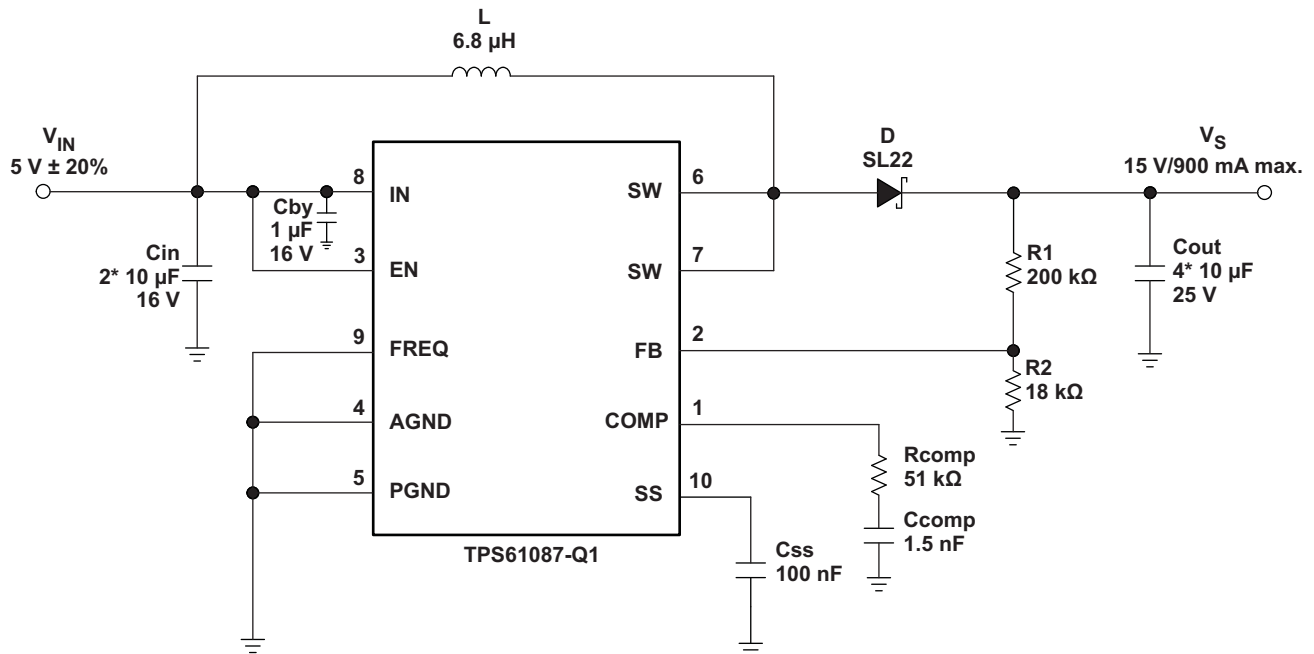 L
6.8 µH
V_IN
5 V ± 20%
D
SL22
V_S
15 V/900 mA max.
8
IN
SW
6
Cby
1 µF
16 V
Cin
2* 10 µF
16 V
3
EN
SW
7
R1
200 kΩ
Cout
4* 10 µF
25 V
9
FREQ
FB
2
R2
18 kΩ
4
AGND
COMP
1
Rcomp
51 kΩ
5
PGND
SS
10
Ccomp
1.5 nF
Css
100 nF
TPS61087-Q1